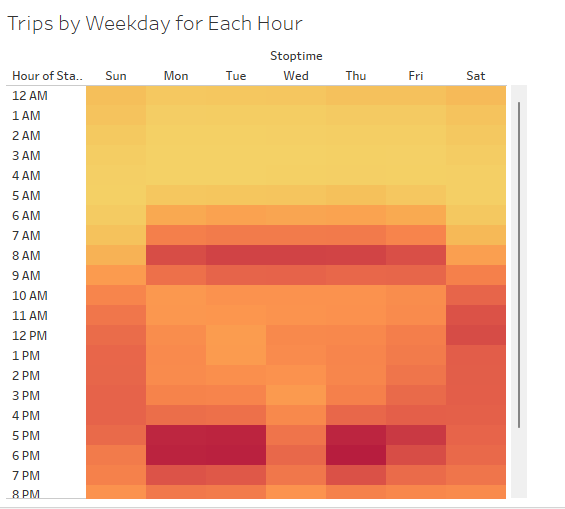 Trips by Weekday for Each Hour
Stoptime
Hour of Sta.. Sun Mon Tue Wed Thu Fri Sat
12 AM
1 AM
2 AM
3 AM
4 AM
5 AM
6 AM
7 AM
8 AM
9 AM
10 AM
11 AM
12 PM
1 PM
2 PM
3 PM
4 PM
5 PM
6 PM
7 PM
8 PM